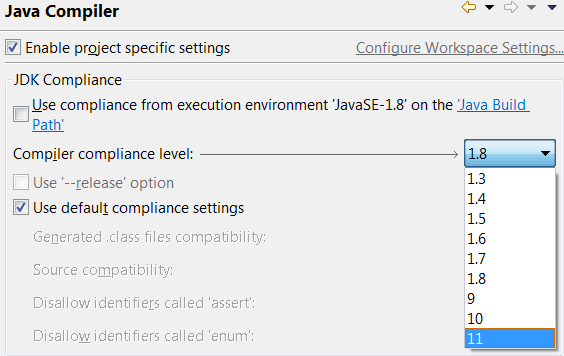 Java Compiler
Enable project specific settings
Configure Workspace Settings...
JDK Compliance
Use compliance from execution environment 'JavaSE-1.8' on the 'Java Build
Path'
Compiler compliance level:
1.8
1.3
1.4
1.5
1.6
1.7
1.8
9
10
11
Use '--release' option
Use default compliance settings
Generated .class files compatibility:
Source compatibility:
Disallow identifiers called 'assert':
Disallow identifiers called 'enum':